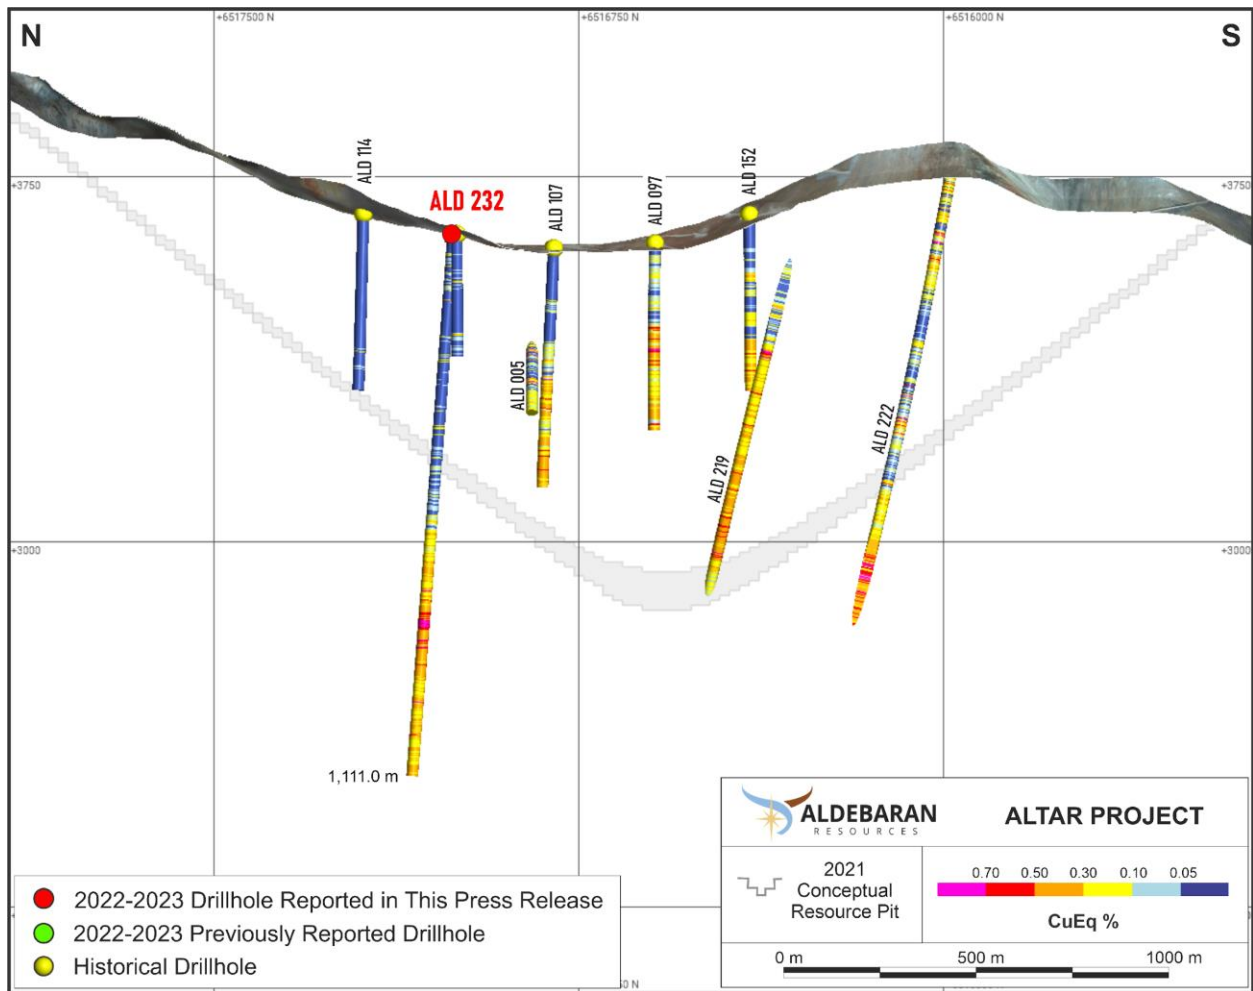 +6517500 N
+6516750 N
+6516000 N
N
S
ALD 114
ALD 232
ALD 107
ALD 097
ALD 152
+3750
+3750
ALD 005
ALD 219
ALD 222
+3000
+3000
1,111.0 m
ALDEBARAN
RESOURCES
ALTAR PROJECT
2021
Conceptual
Resource Pit
0.70 0.50 0.30 0.10 0.05
CuEq %
0 m 500 m 1000 m
2022-2023 Drillhole Reported in This Press Release
2022-2023 Previously Reported Drillhole
Historical Drillhole
50 N